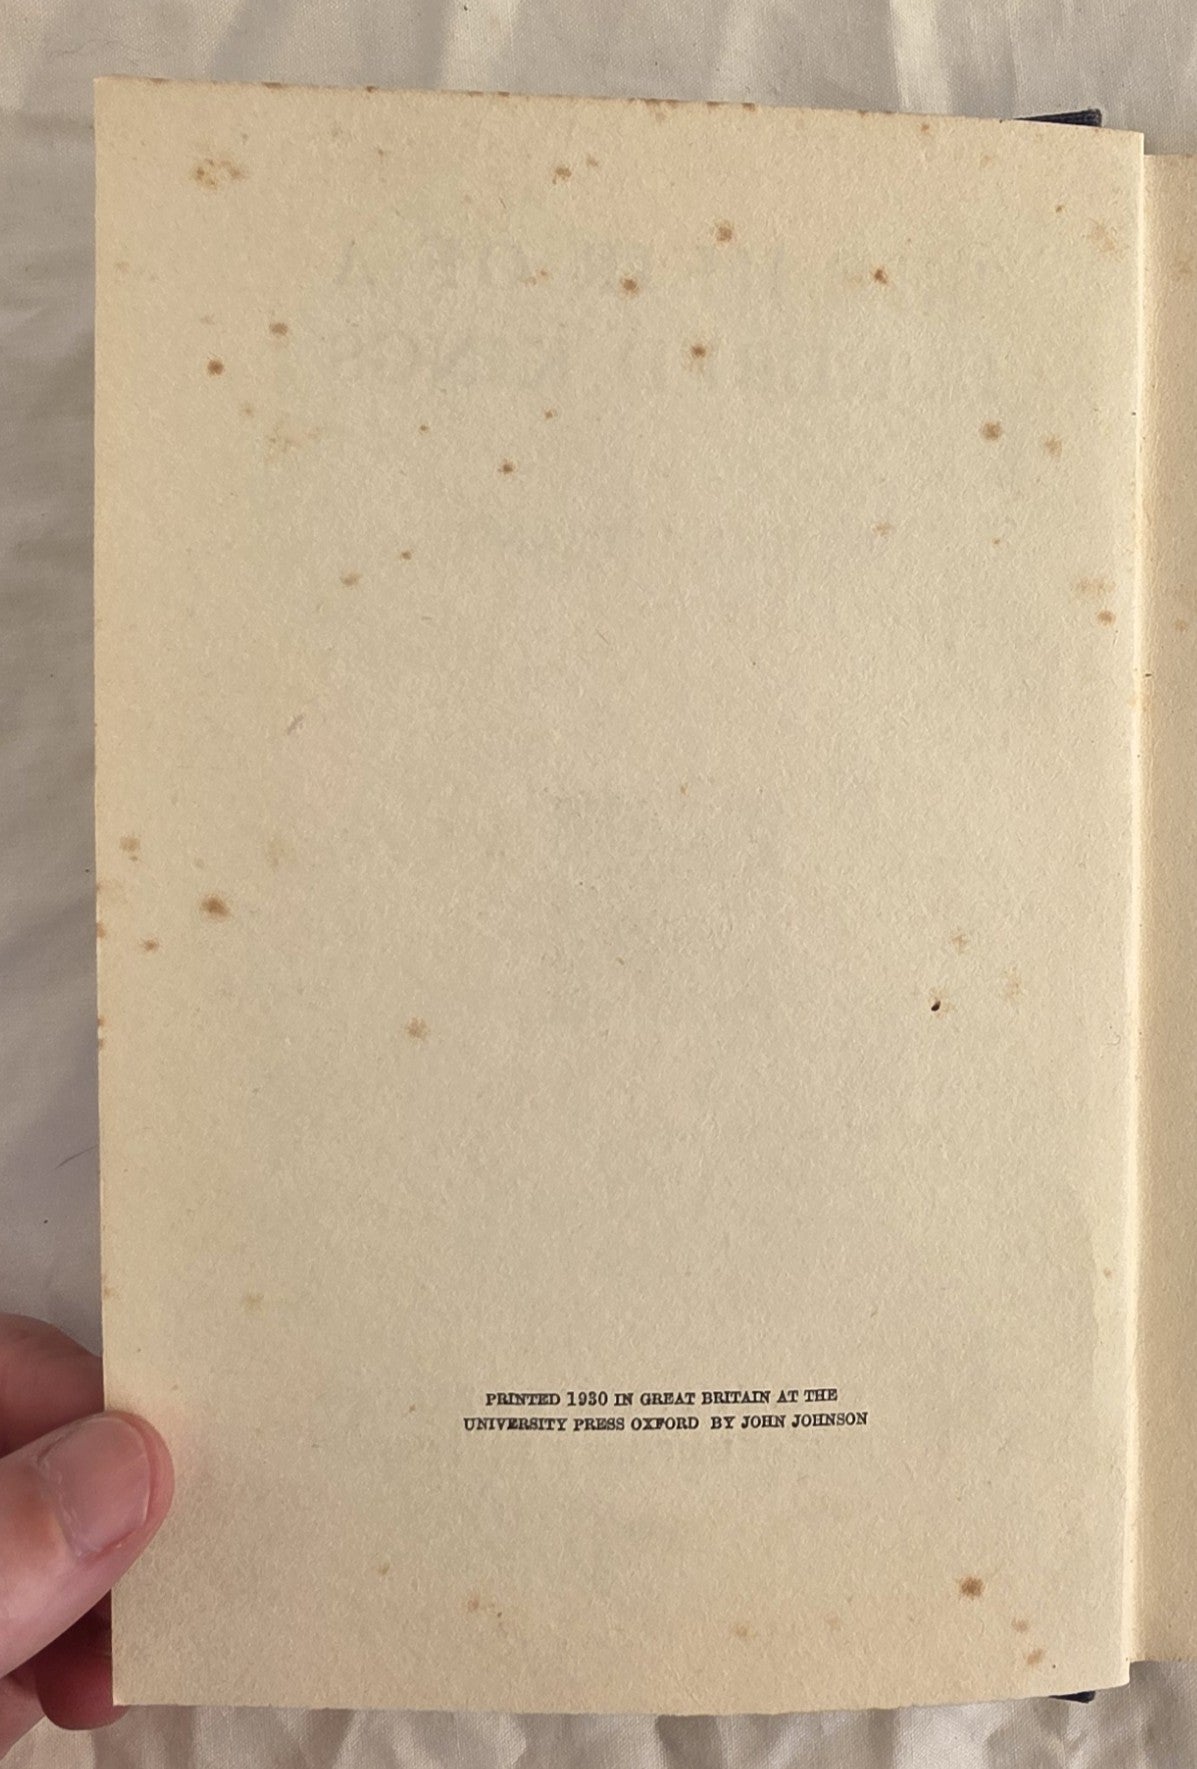 PRINTED 1930 IN GREAT BRITAIN AT THE
UNIVERSITY PRESS OXFORD BY JOHN JOHNSON